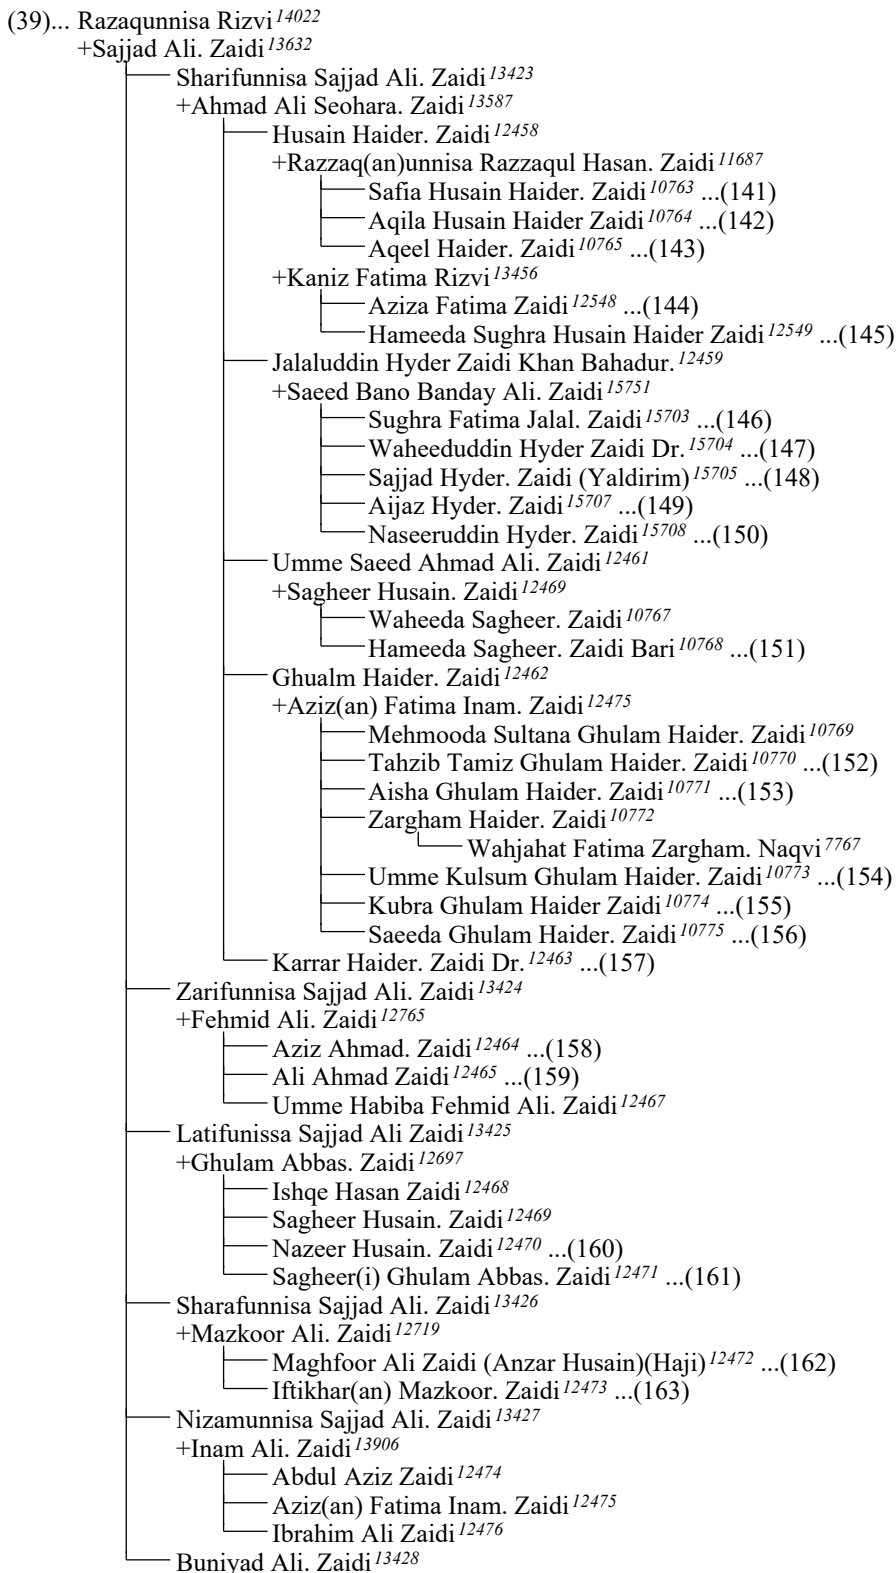 (39)... Razaqunnisa Rizvi 14022
+Sajjad Ali. Zaidi 13632
Sharifunnisa Sajjad Ali. Zaidi 13423
+Ahmad Ali Seohara. Zaidi 13587
Husain Haider. Zaidi 12458
+Razzaq(an)unnisa Razzaqul Hasan. Zaidi 11687
Safia Husain Haider. Zaidi 10763 ...(141)
Aqila Husain Haider Zaidi 10764 ...(142)
Aqeel Haider. Zaidi 10765 ...(143)
+Kaniz Fatima Rizvi 13456
Aziza Fatima Zaidi 12548 ...(144)
Hameeda Sughra Husain Haider Zaidi 12549 ...(145)
Jalaluddin Hyder Zaidi Khan Bahadur. 12459
+Saeed Bano Banday Ali. Zaidi 15751
Sughra Fatima Jalal. Zaidi 15703 ...(146)
Waheeduddin Hyder Zaidi Dr. 15704 ...(147)
Sajjad Hyder. Zaidi (Yaldirim) 15705 ...(148)
Aijaz Hyder. Zaidi 15707 ...(149)
Naseeruddin Hyder. Zaidi 15708 ...(150)
Umme Saeed Ahmad Ali. Zaidi 12461
+Sagheer Husain. Zaidi 12469
Waheeda Sagheer. Zaidi 10767
Hameeda Sagheer. Zaidi Bari 10768 ...(151)
Ghualm Haider. Zaidi 12462
+Aziz(an) Fatima Inam. Zaidi 12475
Mehmooda Sultana Ghulam Haider. Zaidi 10769
Tahzib Tamiz Ghulam Haider. Zaidi 10770 ...(152)
Aisha Ghulam Haider. Zaidi 10771 ...(153)
Zargham Haider. Zaidi 10772
Wahjahat Fatima Zargham. Naqvi 7767
Umme Kulsum Ghulam Haider. Zaidi 10773 ...(154)
Kubra Ghulam Haider Zaidi 10774 ...(155)
Saeeda Ghulam Haider. Zaidi 10775 ...(156)
Karrar Haider. Zaidi Dr. 12463 ...(157)
Zarifunnisa Sajjad Ali. Zaidi 13424
+Fehmid Ali. Zaidi 12765
Aziz Ahmad. Zaidi 12464 ...(158)
Ali Ahmad Zaidi 12465 ...(159)
Umme Habiba Fehmid Ali. Zaidi 12467
Latifunissa Sajjad Ali Zaidi 13425
+Ghulam Abbas. Zaidi 12697
Ishqe Hasan Zaidi 12468
Sagheer Husain. Zaidi 12469
Nazeer Husain. Zaidi 12470 ...(160)
Sagheer(i) Ghulam Abbas. Zaidi 12471 ...(161)
Sharafunnisa Sajjad Ali. Zaidi 13426
+Mazkoor Ali. Zaidi 12719
Maghfoor Ali Zaidi (Anzar Husain)(Haji) 12472 ...(162)
Iftikhar(an) Mazkoor. Zaidi 12473 ...(163)
Nizamunnisa Sajjad Ali. Zaidi 13427
+Inam Ali. Zaidi 13906
Abdul Aziz Zaidi 12474
Aziz(an) Fatima Inam. Zaidi 12475
Ibrahim Ali Zaidi 12476
Buniyad Ali. Zaidi 13428